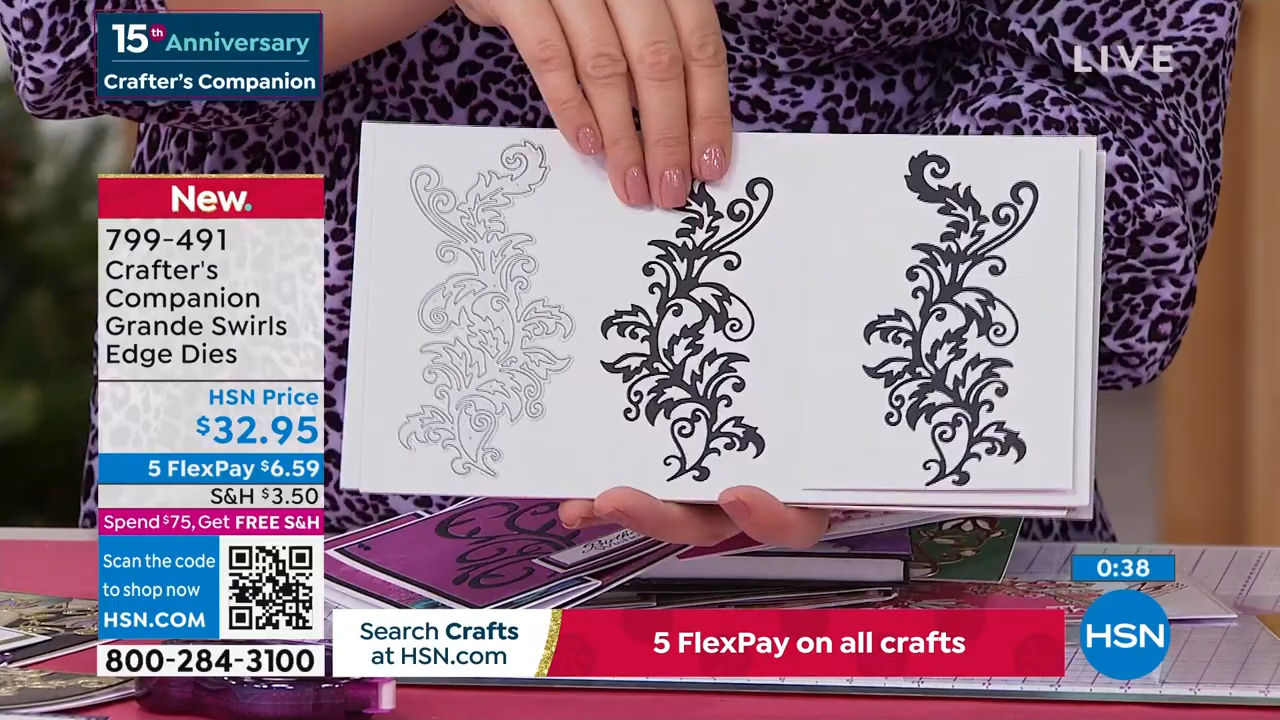 15th Anniversary
Crafter's Companion
LIVE
New.
799-491
Crafter's
Companion
Grande Swirls
Edge Dies
HSN Price
$32.95
5 FlexPay $6.59
S&H $3.50
Spend $75, Get FREE S&H
Scan the code
to shop now
HSN.COM
800-284-3100
Birthday
0:38
HSN
Search Crafts
at HSN.com
5 FlexPay on all crafts